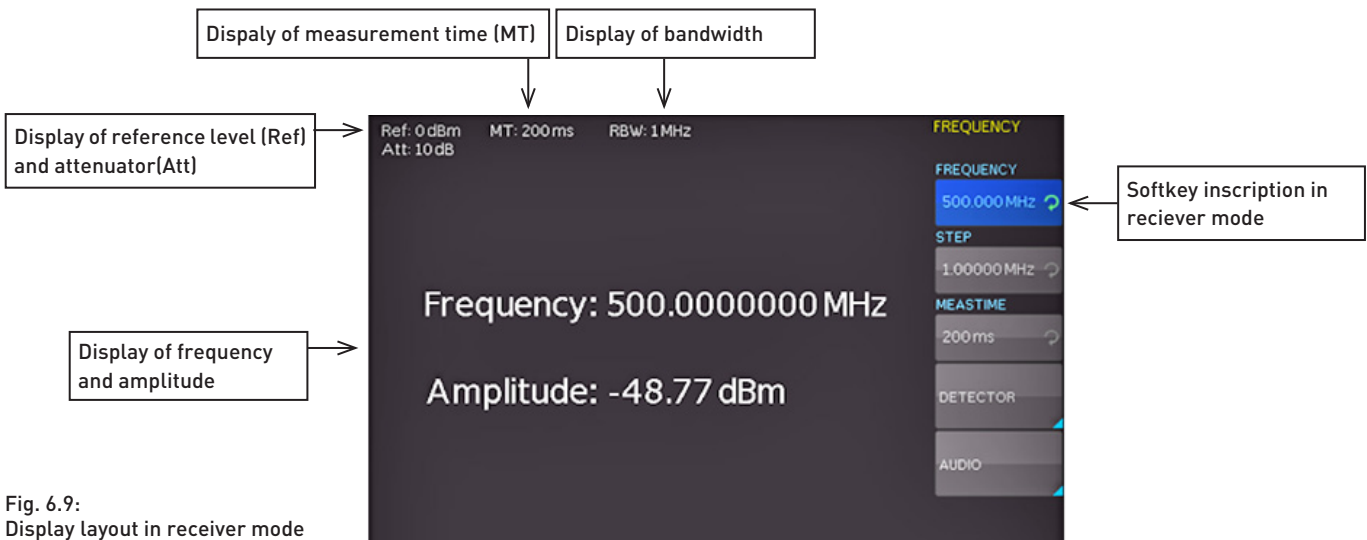 Dispaly of measurement time (MT)
Display of bandwidth
Display of reference level (Ref)
and attenuator(Att)
Ref: 0 dBm MT: 200 ms RBW: 1 MHz
Att: 10 dB
FREQUENCY
FREQUENCY
500.000 MHz
Softkey inscription in
reciever mode
STEP
1.00000 MHz
Frequency: 500.0000000 MHz
MEASTIME
200 ms
Display of frequency
and amplitude
Amplitude: -48.77 dBm
DETECTOR
AUDIO
Fig. 6.9:
Display layout in receiver mode